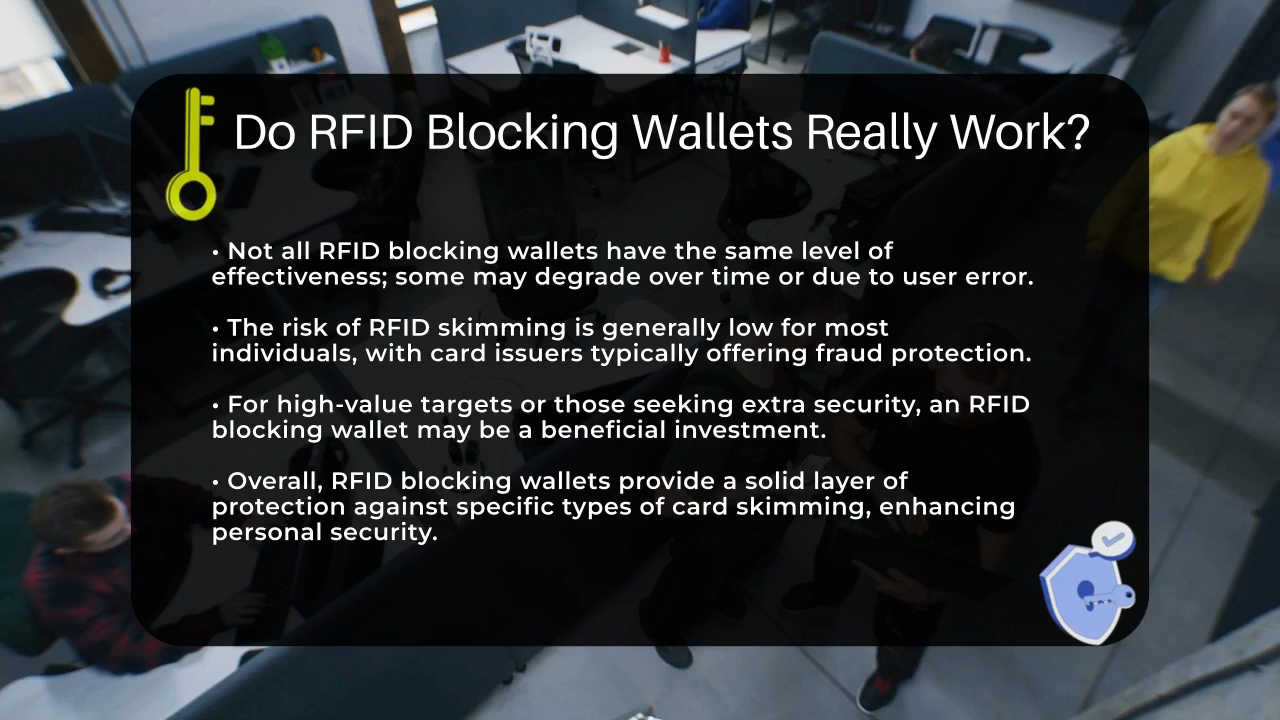 Do RFID Blocking Wallets Really Work?
• Not all RFID blocking wallets have the same level of
effectiveness; some may degrade over time or due to user error.
• The risk of RFID skimming is generally low for most
individuals, with card issuers typically offering fraud protection.
• For high-value targets or those seeking extra security, an RFID
blocking wallet may be a beneficial investment.
• Overall, RFID blocking wallets provide a solid layer of
protection against specific types of card skimming, enhancing
personal security.